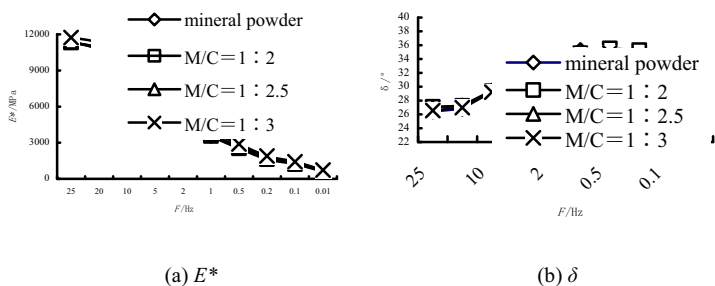 mineral powder
M/C＝1：2
M/C＝1：2.5
M/C＝1：3
12000
9000
6000
3000
0
E*/MPa
25 20 10 5 2 1 0.5 0.2 0.1 0.01
F/Hz
(a) E*
mineral powder
M/C＝1：2
M/C＝1：2.5
M/C＝1：3
40
38
36
34
32
30
28
26
24
22
δ/°
25 10 2 0.5 0.1
F/Hz
(b) δ